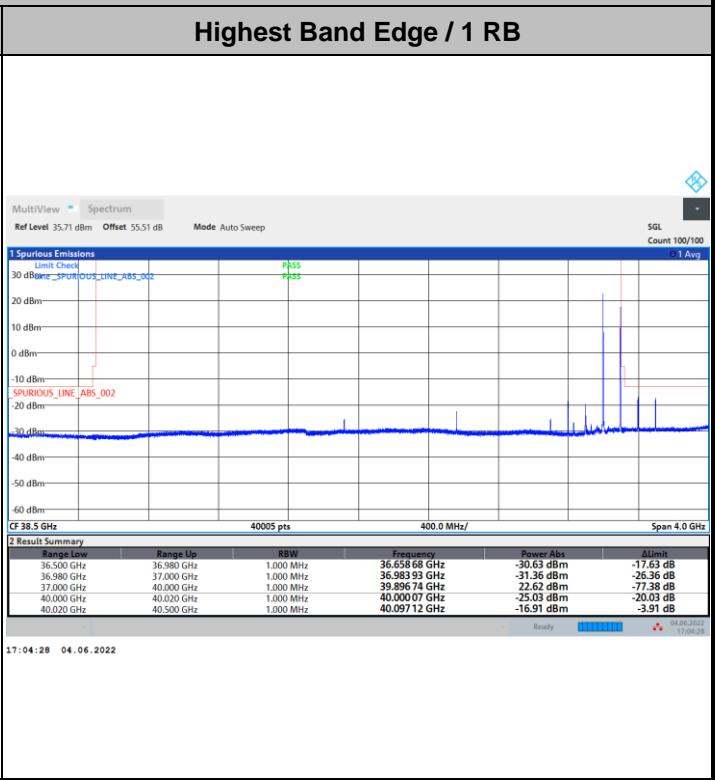 Highest Band Edge / 1 RB
MultiView Spectrum
Ref Level 35.71 dBm Offset 55.51 dB Mode Auto Sweep SGL
Count 100/100
1 Spurious Emissions 1 Avg
Limit Check PASS
30 dBm Line _SPURIOUS_LINE_ABS_002 PASS
20 dBm
10 dBm
0 dBm
-10 dBm
_SPURIOUS_LINE_ABS_002
-20 dBm
-30 dBm
-40 dBm
-50 dBm
-60 dBm
CF 38.5 GHz 40005 pts 400.0 MHz/ Span 4.0 GHz
2 Result Summary
Range Low Range Up RBW Frequency Power Abs ΔLimit
36.500 GHz 36.980 GHz 1.000 MHz 36.658 68 GHz -30.63 dBm -17.63 dB
36.980 GHz 37.000 GHz 1.000 MHz 36.983 93 GHz -31.36 dBm -26.36 dB
37.000 GHz 40.000 GHz 1.000 MHz 39.896 74 GHz 22.62 dBm -77.38 dB
40.000 GHz 40.020 GHz 1.000 MHz 40.000 07 GHz -25.03 dBm -20.03 dB
40.020 GHz 40.500 GHz 1.000 MHz 40.097 12 GHz -16.91 dBm -3.91 dB
Ready 04.06.2022
17:04:28
17:04:28 04.06.2022